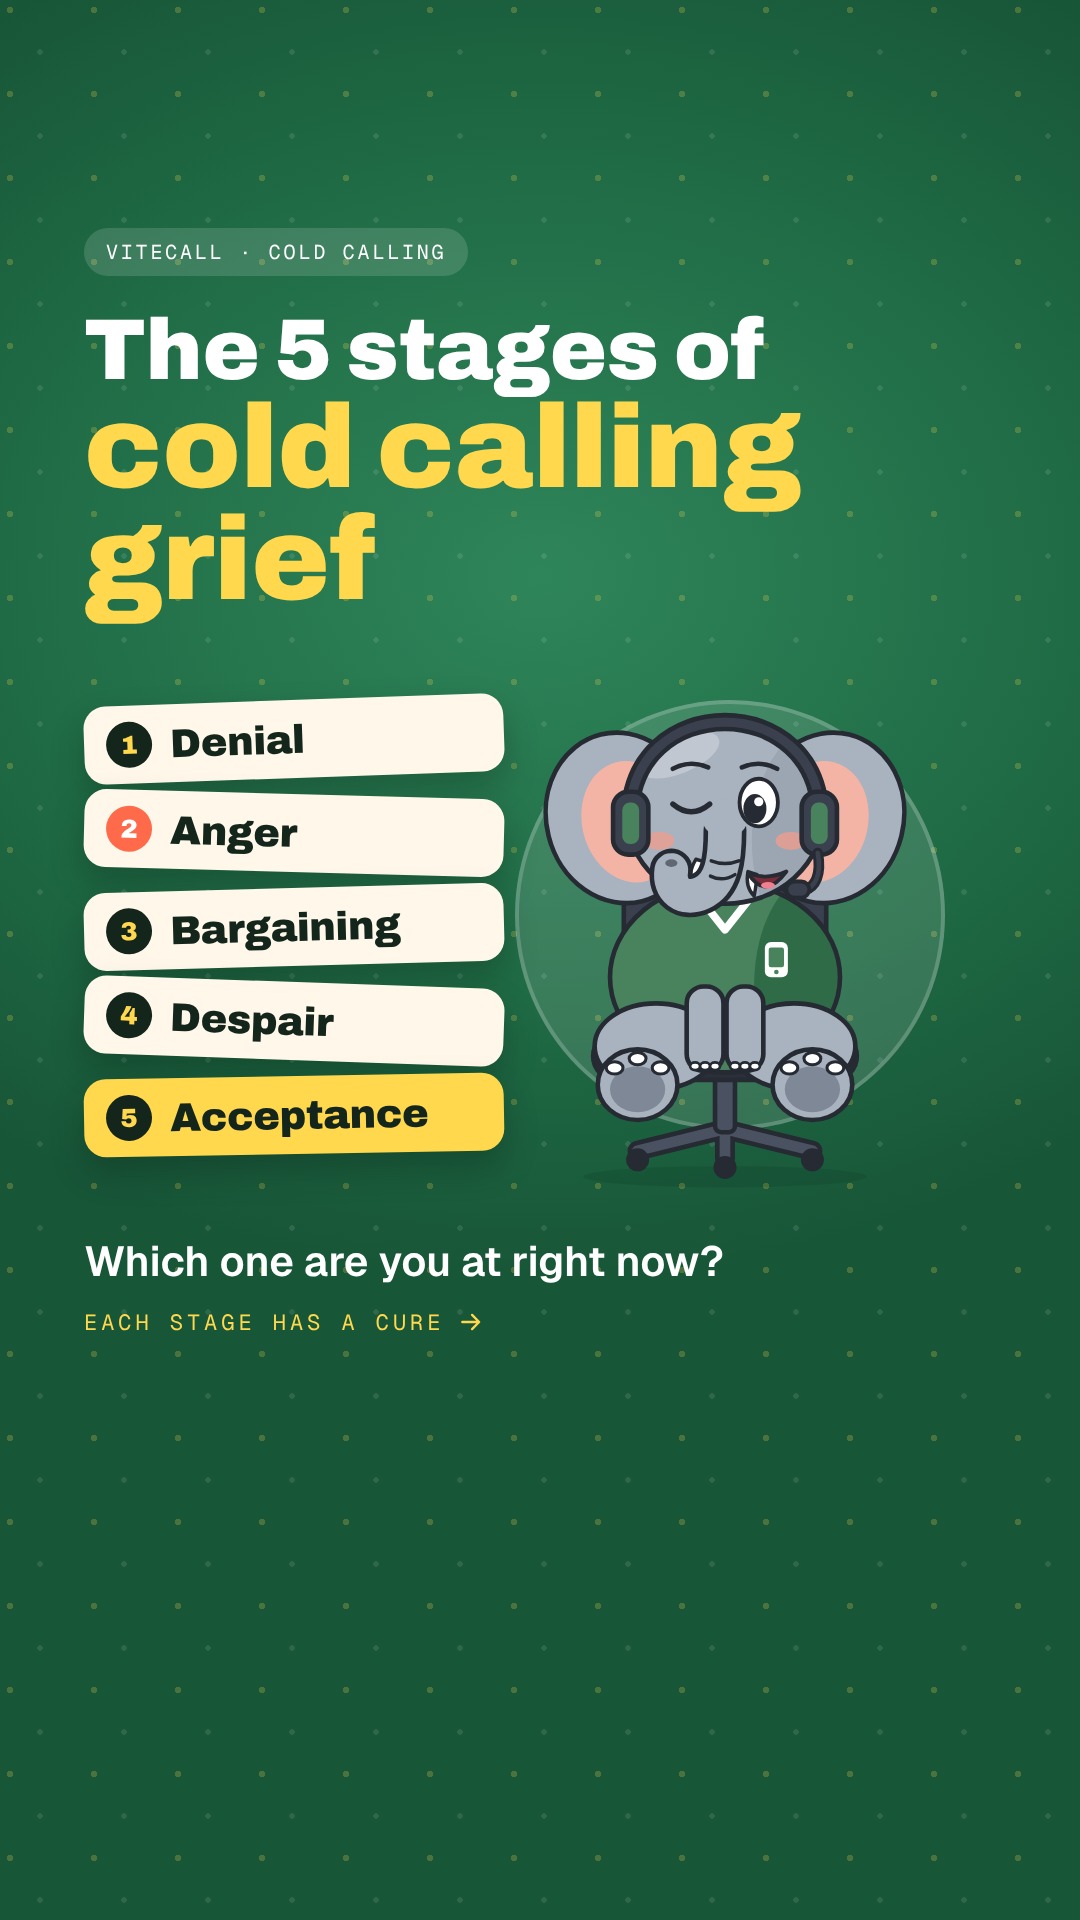 VITECALL · COLD CALLING
The 5 stages of
cold calling
grief
1 Denial
2 Anger
3 Bargaining
4 Despair
5 Acceptance
Which one are you at right now?
EACH STAGE HAS A CURE →